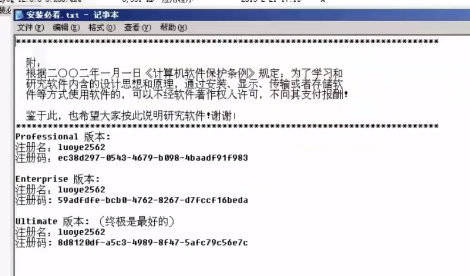 安装必看.txt - 记事本
文件(F) 编辑(E) 格式(O) 查看(V) 帮助(H)
附:
根据二〇〇二年一月一日《计算机软件保护条例》规定，为了学习和
研究软件内含的设计思想和原理，通过安装、显示、传输或者存储软
件等方式使用软件的，可以不经软件著作权人许可，不向其支付报酬!
鉴于此，也希望大家按此说明研究软件!谢谢!
Professional 版本:
注册名: luoye2562
注册码: ec38d297-0543-4679-b098-4baadf91f983
Enterprise 版本:
注册名: luoye2562
注册码: 59adfdfe-bcb0-4762-8267-d7fccf16beda
Ultimate 版本: (终极是最好的)
注册名: luoye2562
注册码: 8d8120df-a5c3-4989-8f47-5afc79c56e7c